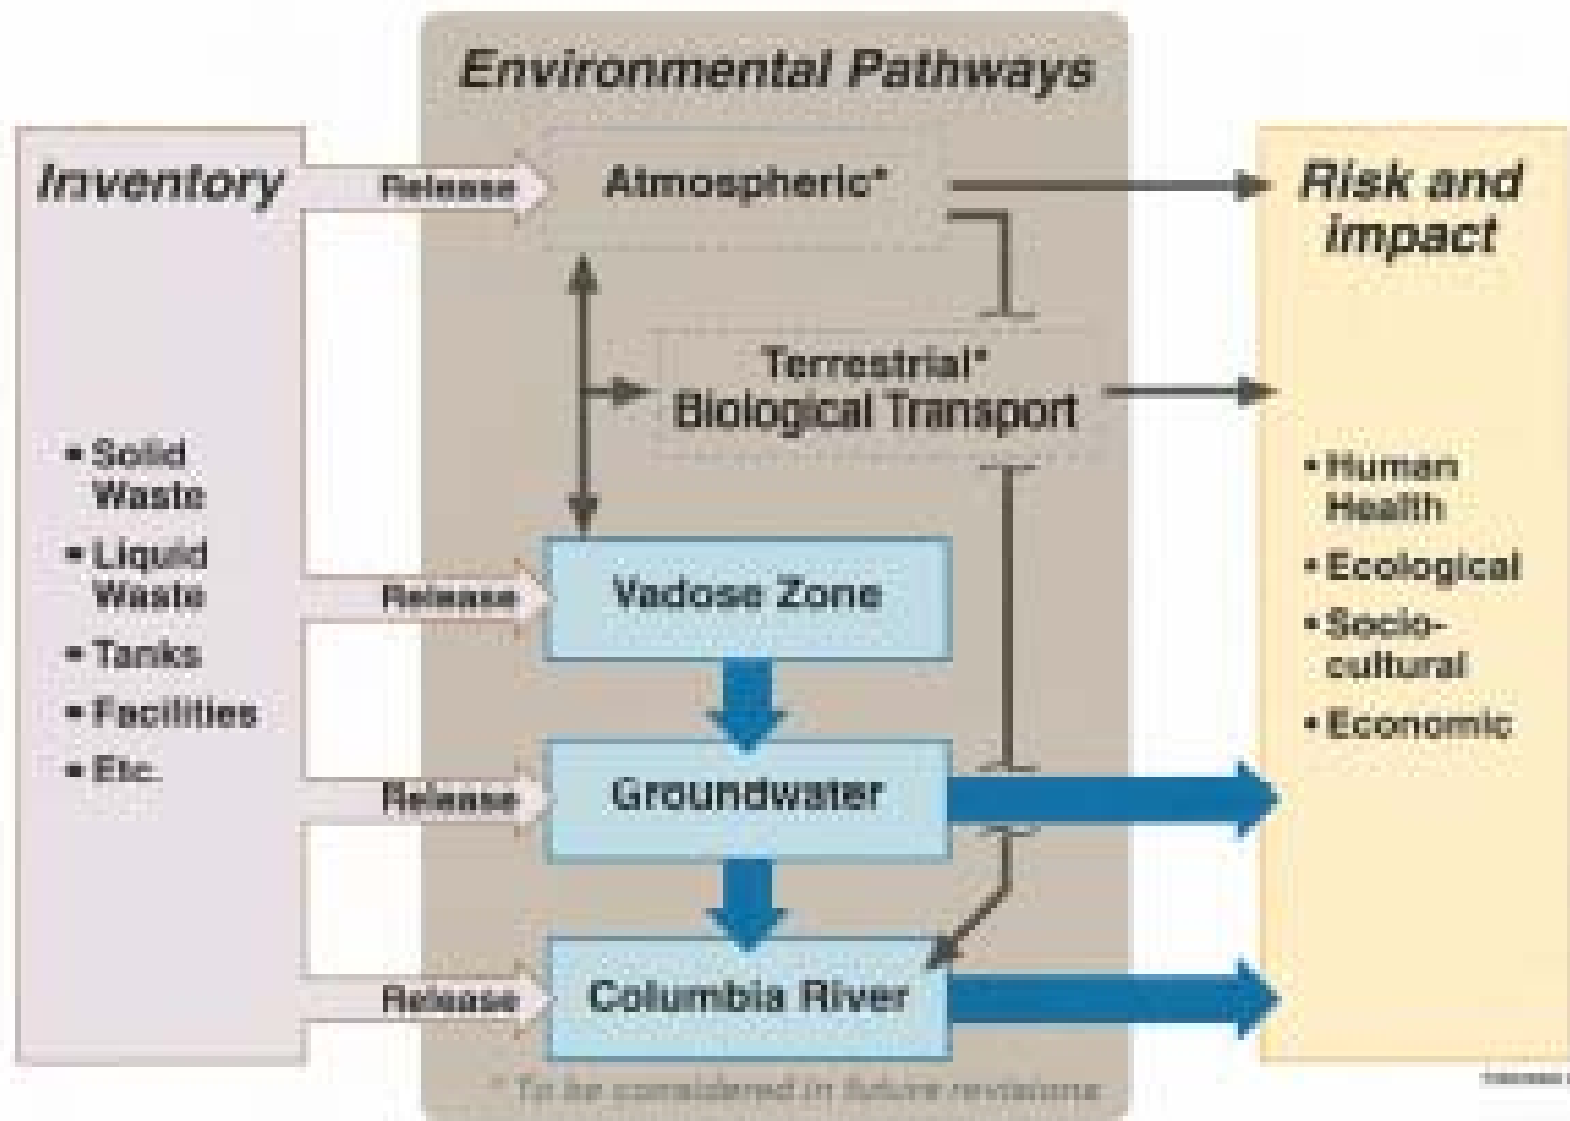 Environmental Pathways
Inventory
• Solid
Waste
• Liquid
Waste
• Tanks
• Facilities
• Etc.
Release
Release
Release
Release
Atmospheric*
Terrestrial*
Biological Transport
Vadose Zone
Groundwater
Columbia River
* To be considered in future revisions
Risk and
impact
• Human
Health
• Ecological
• Socio-
cultural
• Economic